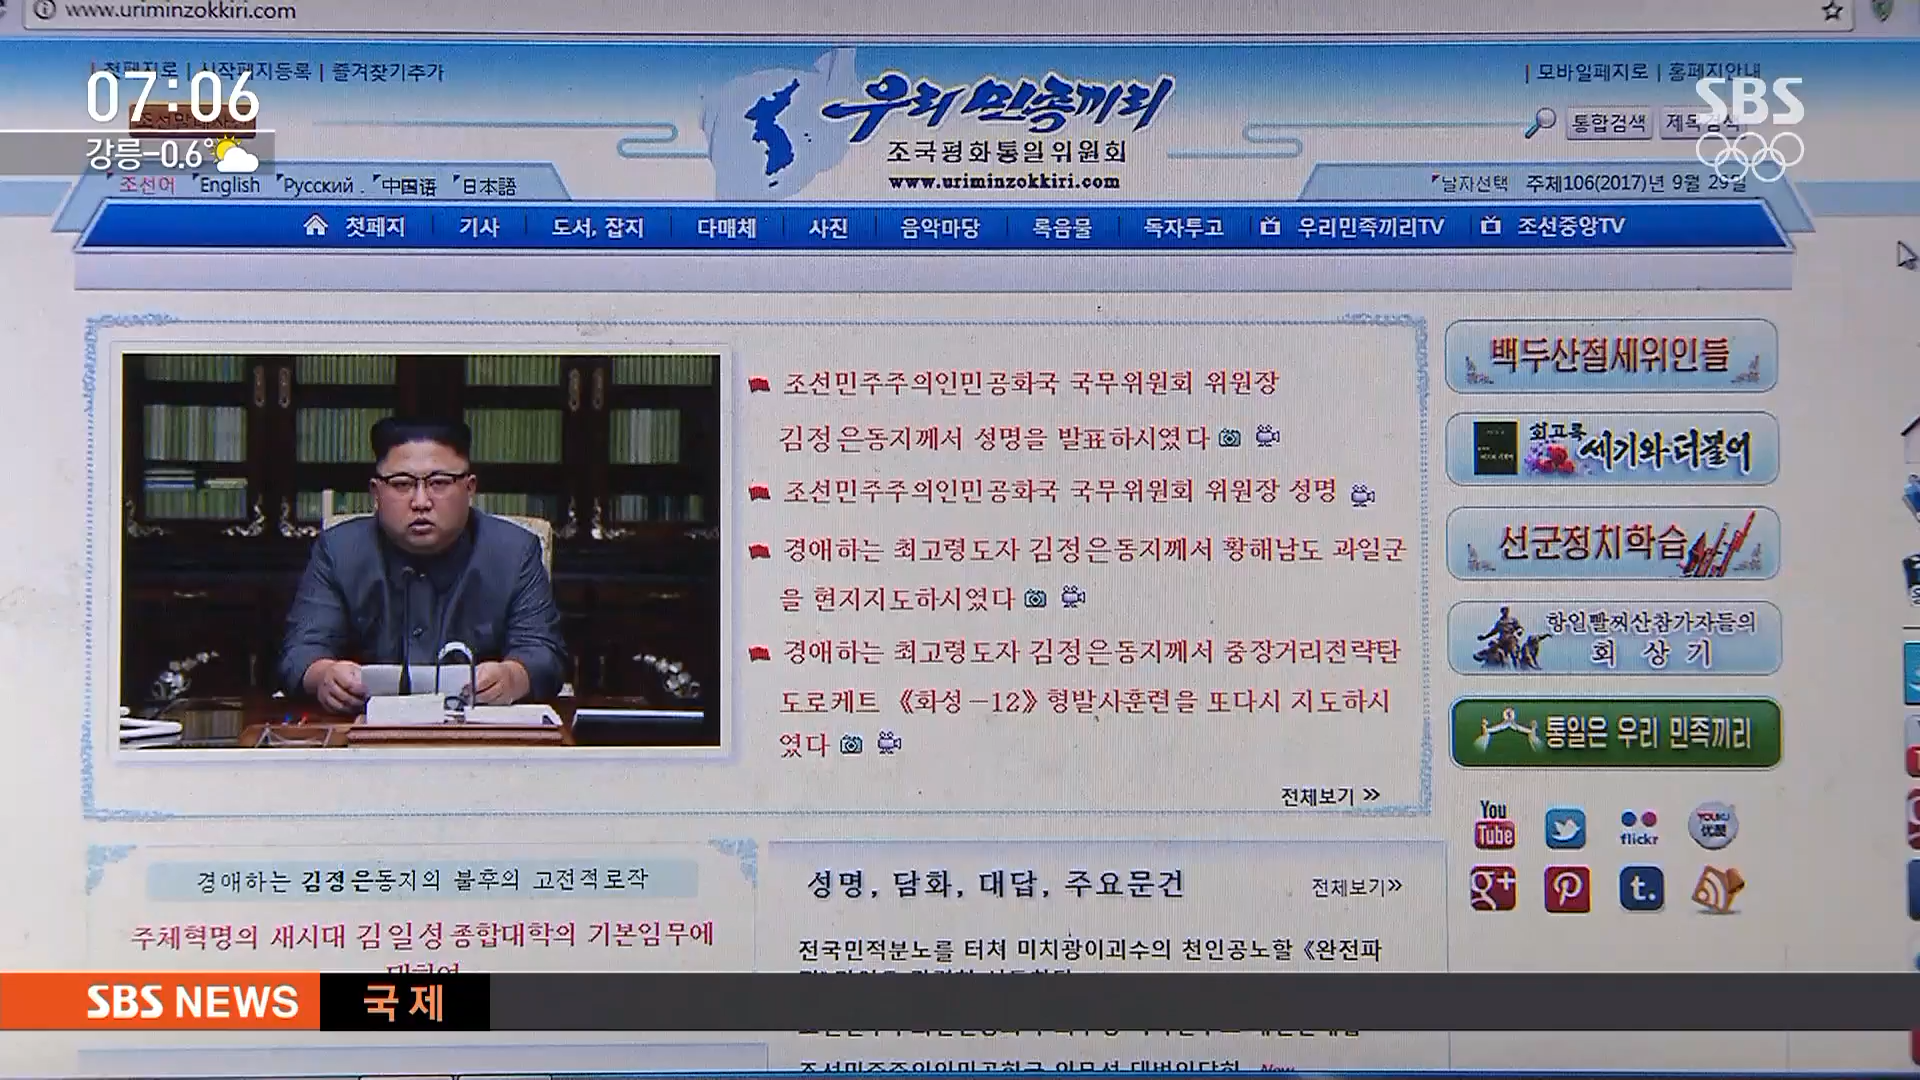 www.uriminzokkiri.com
첫페지로 | 시작페지등록 | 즐겨찾기추가
모바일페지로 | 홈페지안내
07:06
강릉-0.6°
SBS
우리민족끼리
조국평화통일위원회
www.uriminzokkiri.com
통합검색 제목검색
조선어 English Русский 中国语 日本語
날자선택 주체106(2017)년 9월 29일
첫페지 기사 도서, 잡지 다매체 사진 음악마당 록음물 독자투고 우리민족끼리TV 조선중앙TV
조선민주주의인민공화국 국무위원회 위원장
김정은동지께서 성명을 발표하시였다
조선민주주의인민공화국 국무위원회 위원장 성명
경애하는 최고령도자 김정은동지께서 황해남도 과일군
을 현지지도하시였다
경애하는 최고령도자 김정은동지께서 중장거리전략탄
도로케트 《화성-12》형발사훈련을 또다시 지도하시
였다
전체보기 »
백두산절세위인들
회고록 세기와 더불어
선군정치학습
항일빨찌산참가자들의
회상기
통일은 우리 민족끼리
You Tube
flickr
YOUKU 优酷
g+
t.
경애하는 김정은동지의 불후의 고전적로작
주체혁명의 새시대 김일성종합대학의 기본임무에
성명, 담화, 대답, 주요문건
전체보기»
전국민적분노를 터쳐 미치광이괴수의 천인공노할 《완전파
SBS NEWS 국제